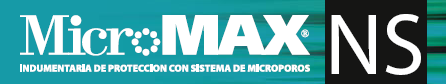 MicroMAX® NS
INDUMENTARIA DE PROTECCION CON SISTEMA DE MICROPOROS